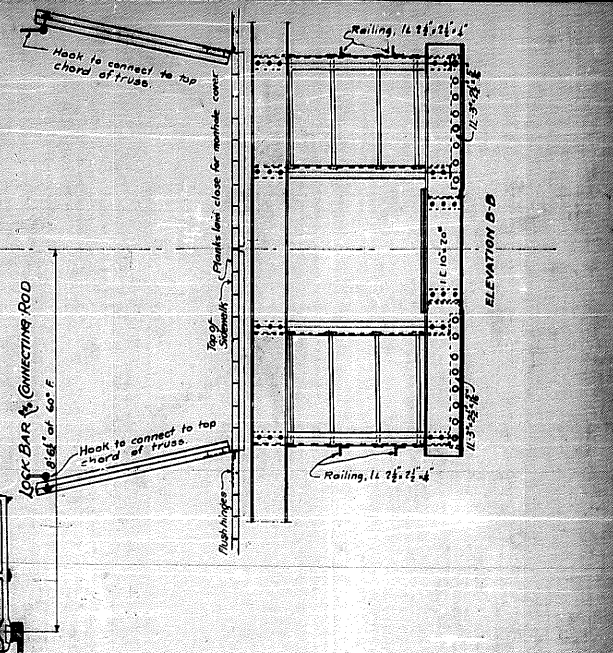 Hook to connect to top
chord of truss.
Railing, 1L 2½"×2½"×¼"
Planks laid close for manhole cover
Top of
Sidewalk
ELEVATION B-B
LOCK BAR & CONNECTING ROD
at 60° F.
Hook to connect to top
chord of truss.
Railing, 1L 2½"×2½"×¼"
Flush hinges